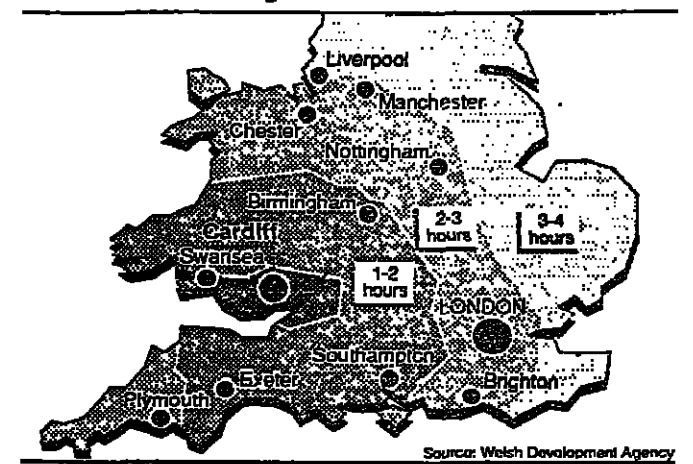 Liverpool
Manchester
Chester
Nottingham
Birmingham
2-3
hours
3-4
hours
Cardiff
Swansea
1-2
hours
LONDON
Southampton
Exeter
Brighton
Plymouth
Source: Welsh Development Agency